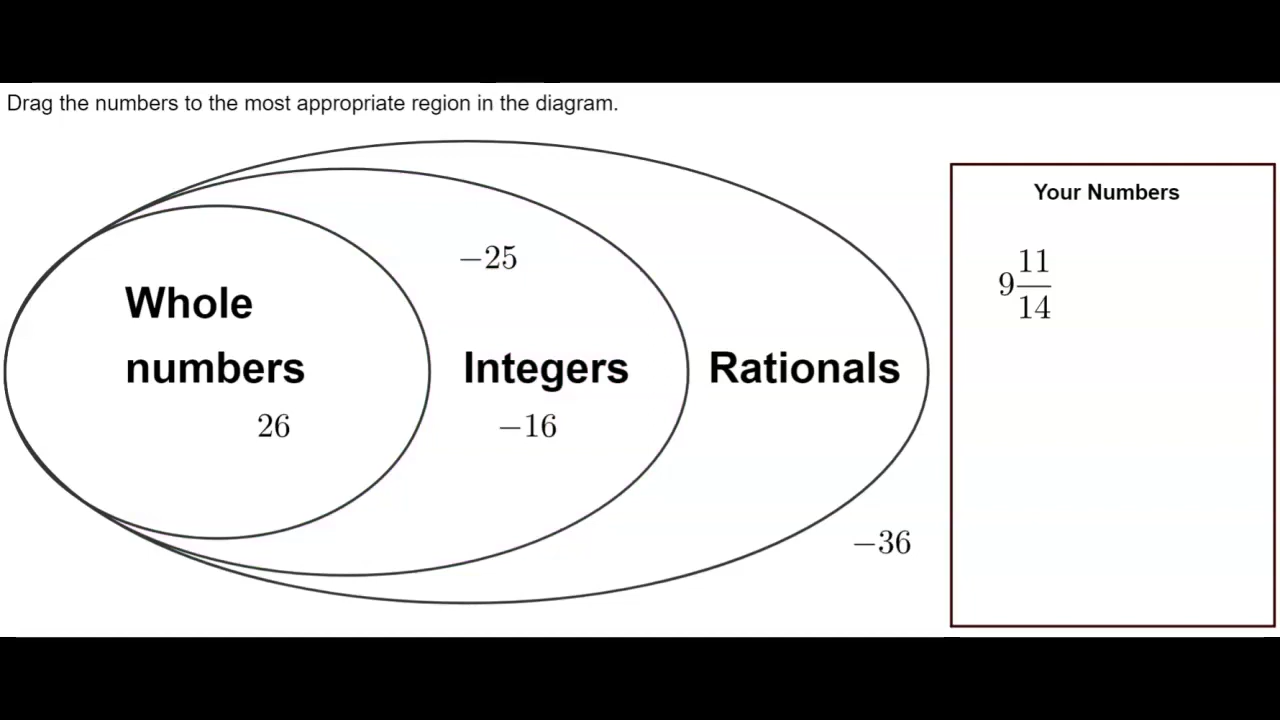 Drag the numbers to the most appropriate region in the diagram.
Your Numbers
−25
9 11/14
Whole
numbers
Integers
Rationals
26
−16
−36